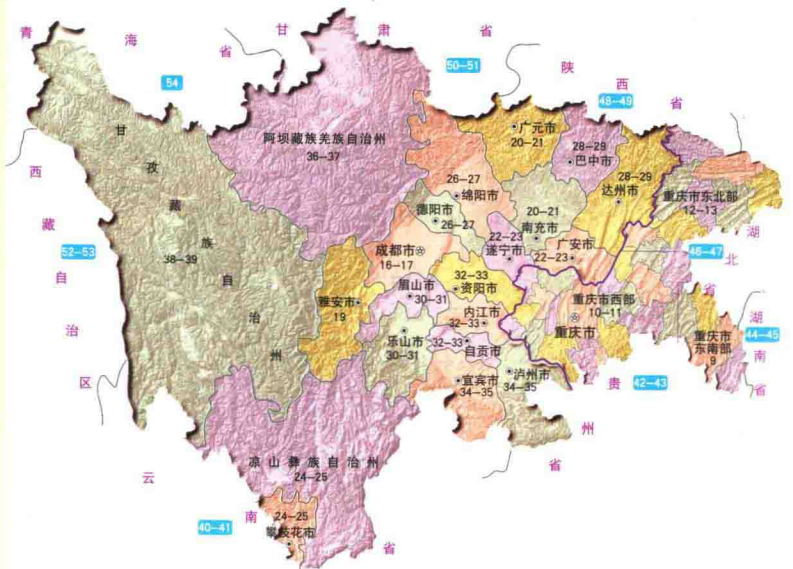 青海省
甘肃省
陕西省
54
50—51
48—49
甘孜藏族自治州
38—39
阿坝藏族羌族自治州
36—37
广元市
20—21
28—29
巴中市
28—29
达州市
26—27
绵阳市
德阳市
26—27
20—21
南充市
重庆市东北部
12—13
西藏自治区
52—53
成都市
16—17
22—23
遂宁市
广安市
22—23
湖北省
46—47
雅安市
19
眉山市
30—31
32—33
资阳市
重庆市西部
10—11
重庆市
内江市
32—33
乐山市
30—31
32—33
自贡市
重庆市
东南部
9
湖南省
44—45
宜宾市
34—35
泸州市
34—35
贵州省
42—43
凉山彝族自治州
24—25
24—25
攀枝花市
云南省
40—41